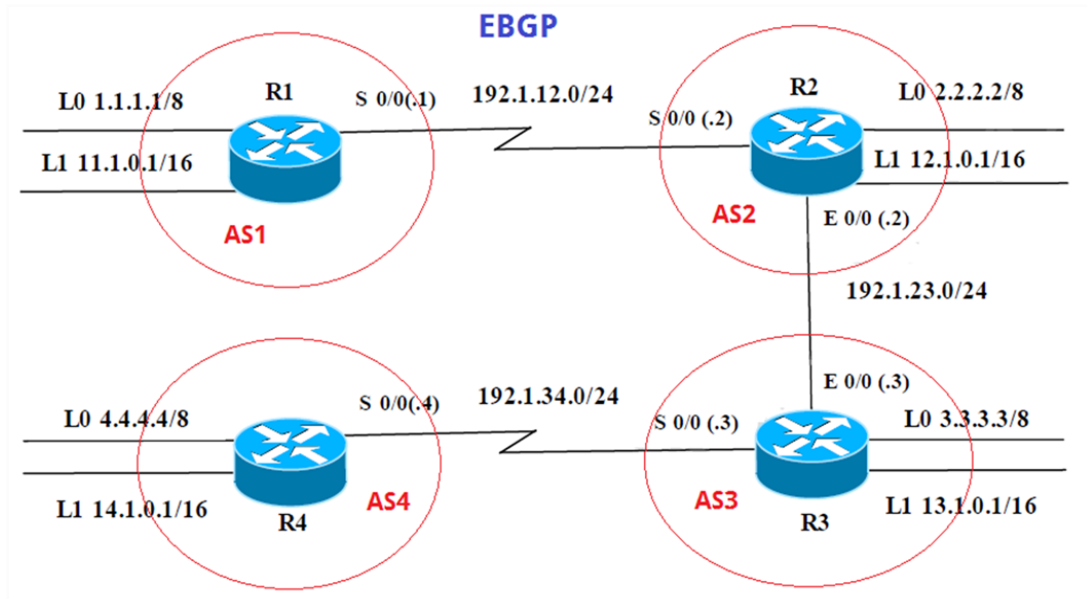 EBGP
L0 1.1.1.1/8
R1
S 0/0(.1)
192.1.12.0/24
S 0/0 (.2)
R2
L0 2.2.2.2/8
L1 11.1.0.1/16
L1 12.1.0.1/16
AS1
AS2
E 0/0 (.2)
192.1.23.0/24
L0 4.4.4.4/8
S 0/0(.4)
192.1.34.0/24
S 0/0 (.3)
E 0/0 (.3)
L0 3.3.3.3/8
L1 14.1.0.1/16
R4
AS4
AS3
R3
L1 13.1.0.1/16